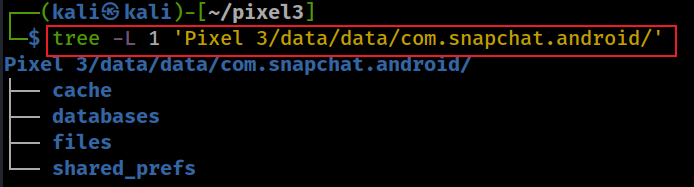 ┌──(kali㉿kali)-[~/pixel3]
└─$ tree -L 1 'Pixel 3/data/data/com.snapchat.android/'
Pixel 3/data/data/com.snapchat.android/
├── cache
├── databases
├── files
└── shared_prefs